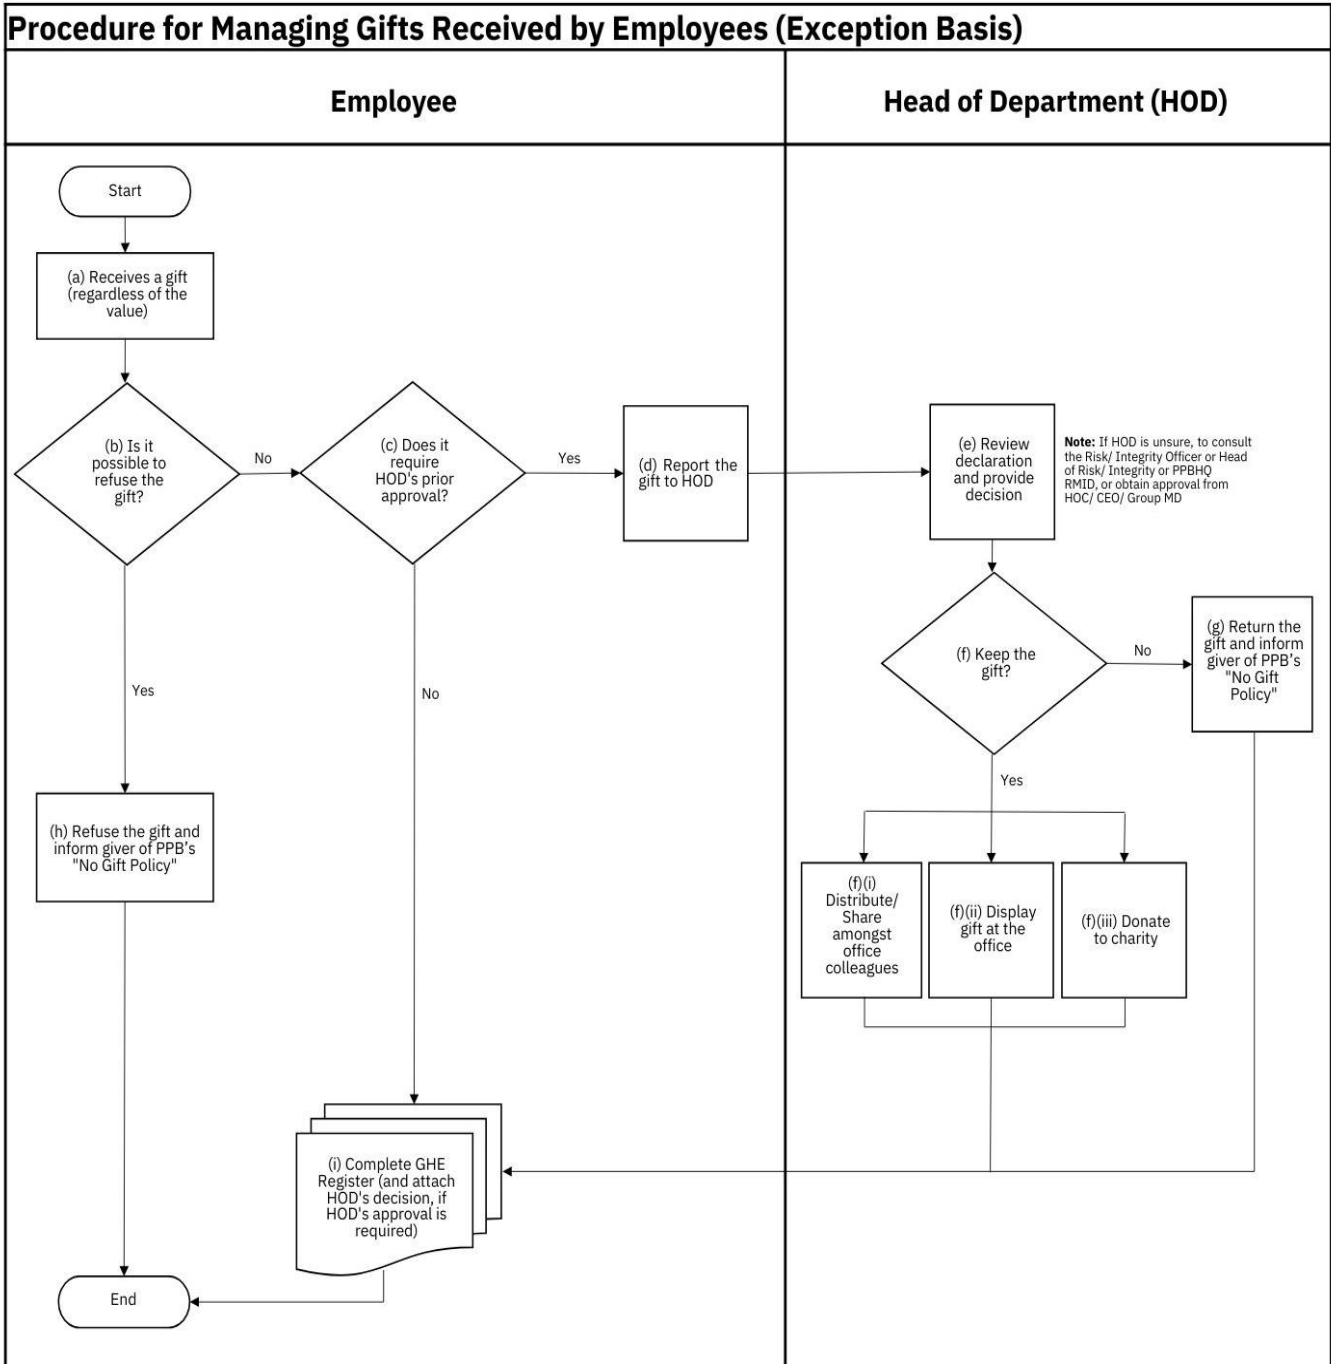 Procedure for Managing Gifts Received by Employees (Exception Basis)
Employee
Head of Department (HOD)
Start
(a) Receives a gift
(regardless of the
value)
(b) Is it
possible to
refuse the
gift?
No
(c) Does it
require
HOD's prior
approval?
Yes
(d) Report the
gift to HOD
(e) Review
declaration
and provide
decision
Note: If HOD is unsure, to consult
the Risk/ Integrity Officer or Head
of Risk/ Integrity or PPBHQ
RMID, or obtain approval from
HOC/ CEO/ Group MD
(f) Keep the
gift?
No
(g) Return the
gift and inform
giver of PPB's
"No Gift
Policy"
Yes
No
Yes
(h) Refuse the gift and
inform giver of PPB's
"No Gift Policy"
(f)(i)
Distribute/
Share
amongst
office
colleagues
(f)(ii) Display
gift at the
office
(f)(iii) Donate
to charity
(i) Complete GHE
Register (and attach
HOD's decision, if
HOD's approval is
required)
End